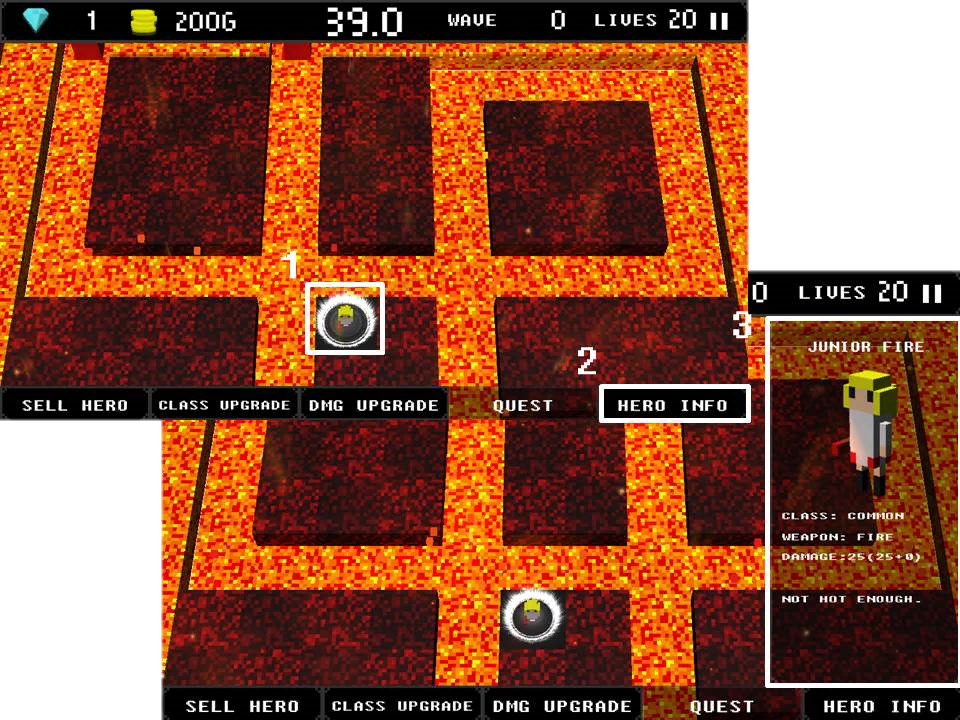 1 200G 39.0 WAVE 0 LIVES 20
1
2
SELL HERO CLASS UPGRADE DMG UPGRADE QUEST HERO INFO
0 LIVES 20
3
JUNIOR FIRE
CLASS: COMMON
WEAPON: FIRE
DAMAGE:25(25+0)
NOT HOT ENOUGH.
SELL HERO CLASS UPGRADE DMG UPGRADE QUEST HERO INFO